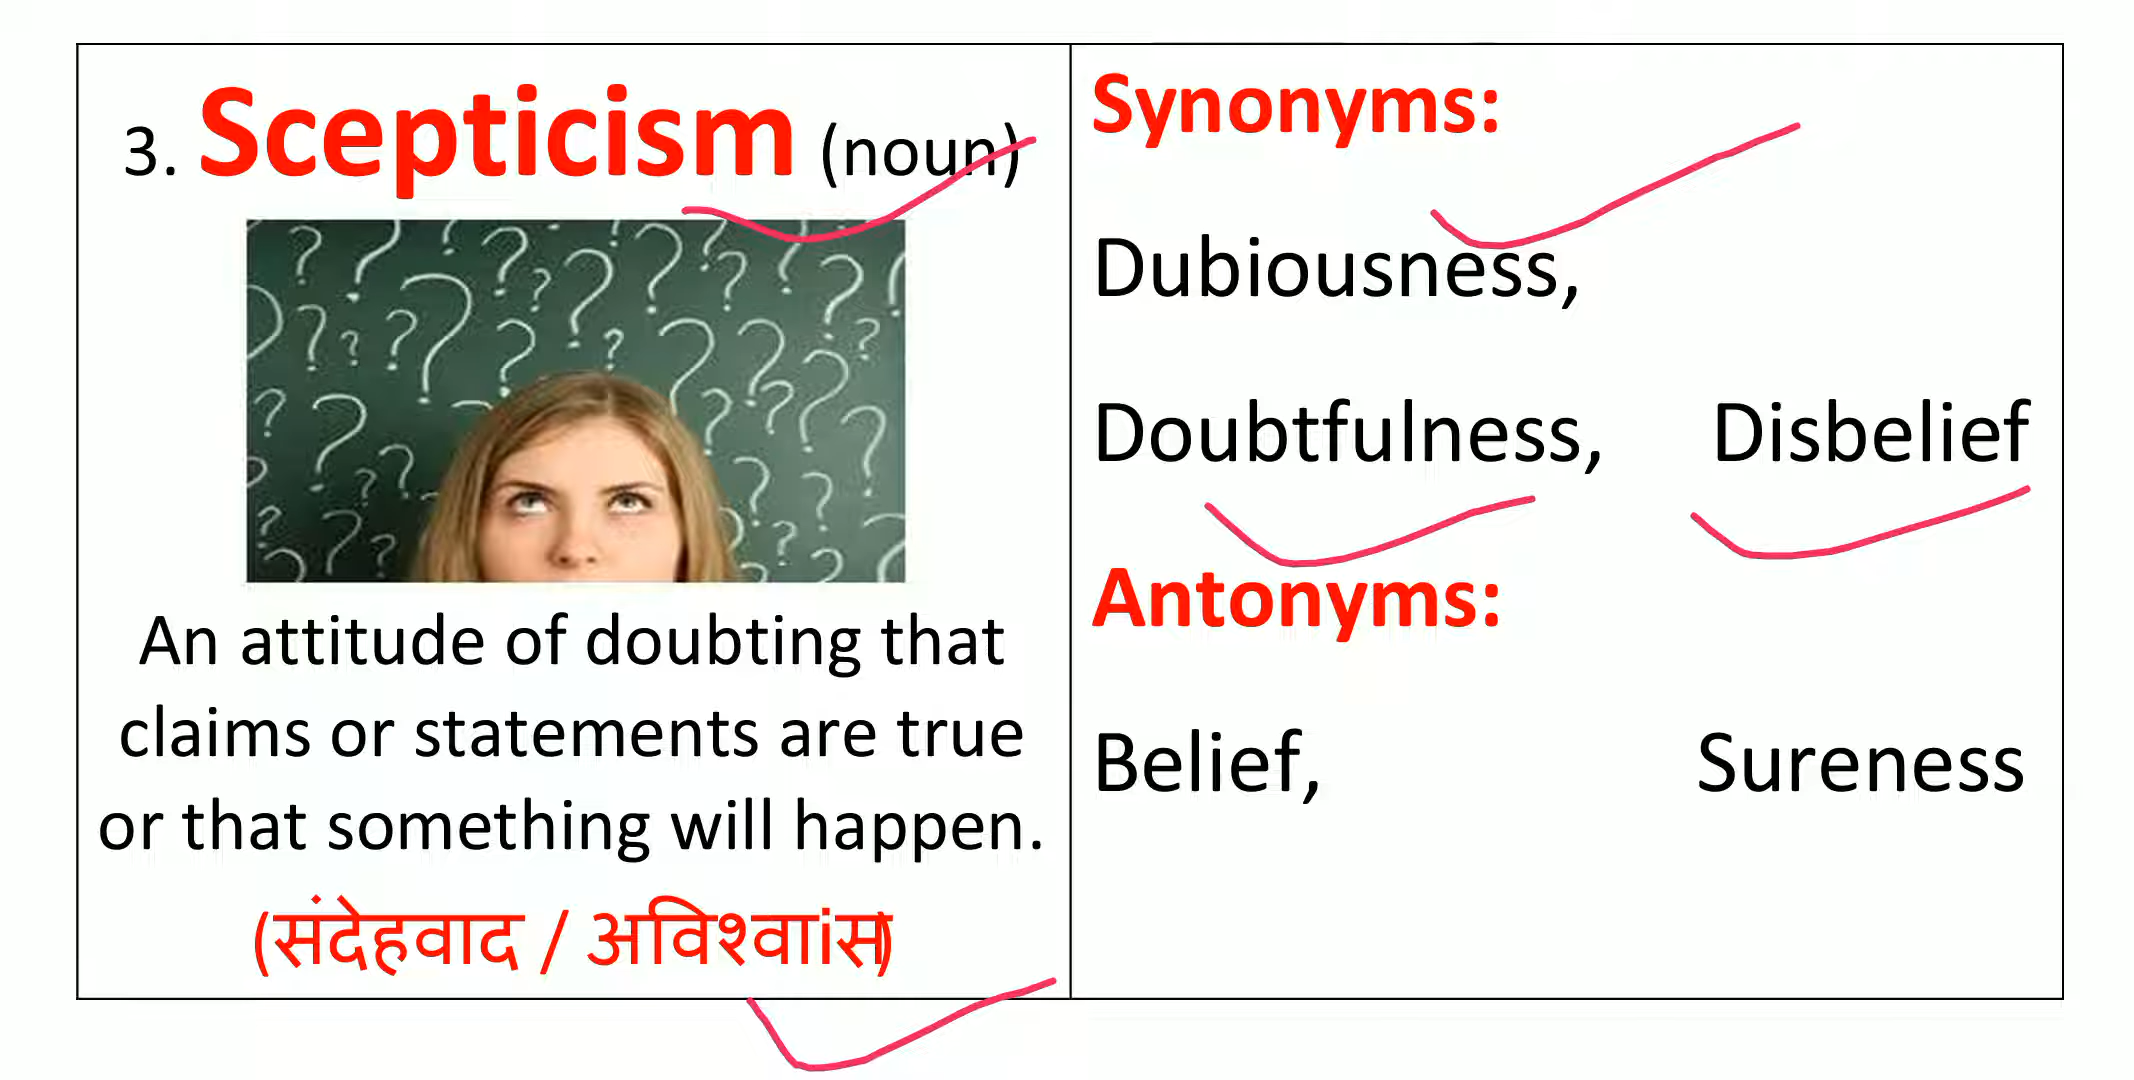 3. Scepticism (noun)
An attitude of doubting that
claims or statements are true
or that something will happen.
(संदेहवाद / अविश्वाiस)
Synonyms:
Dubiousness,
Doubtfulness, Disbelief
Antonyms:
Belief, Sureness